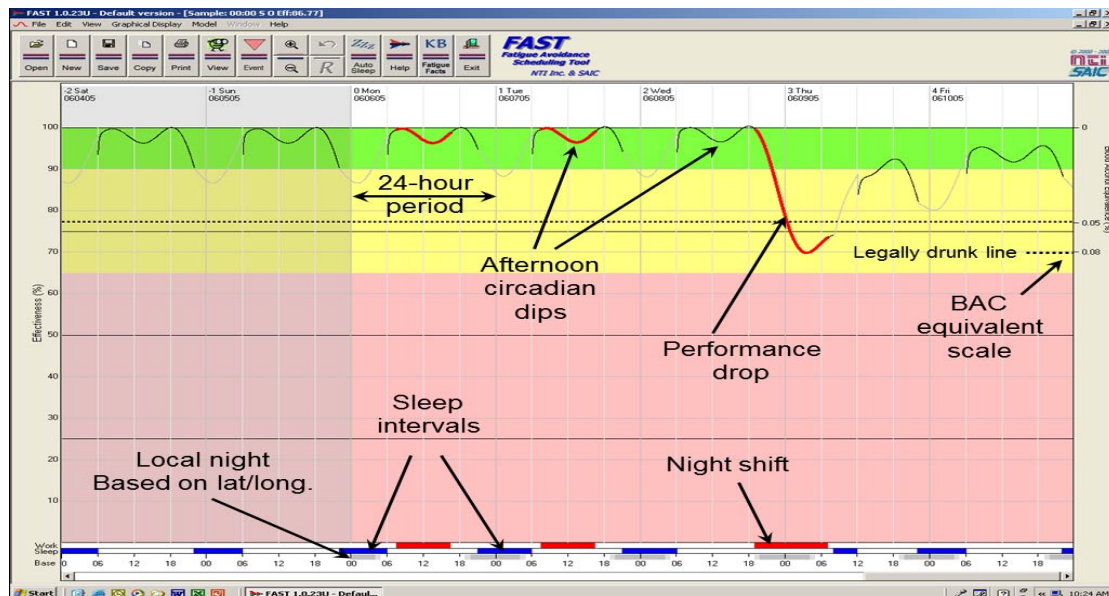 FAST 1.0.23U - Default version - [Sample: 00:00 S O Eff:86.77]
File Edit View Graphical Display Model Window Help
Open New Save Copy Print View Event R Auto Sleep Help Fatigue Facts Exit
ZZZ KB
FAST
Fatigue Avoidance
Scheduling Tool
NTI Inc. & SAIC
NTI
SAIC
-2 Sat -1 Sun 0 Mon 1 Tue 2 Wed 3 Thu 4 Fri
060405 060505 060605 060705 060805 060905 061005
100
90
80
70
60
50
40
30
20
10
Effectiveness (%)
0
0.05
0.08
24-hour
period
Afternoon
circadian
dips
Legally drunk line
Performance
drop
BAC
equivalent
scale
Sleep
intervals
Local night
Based on lat/long.
Night shift
Work
Sleep
Base
0 06 12 18 00 06 12 18 00 06 12 18 00 06 12 18 00 06 12 18 00 06 12 18 00 06 12 18
Start FAST 1.0.23U - Defaul... 10:24 AM